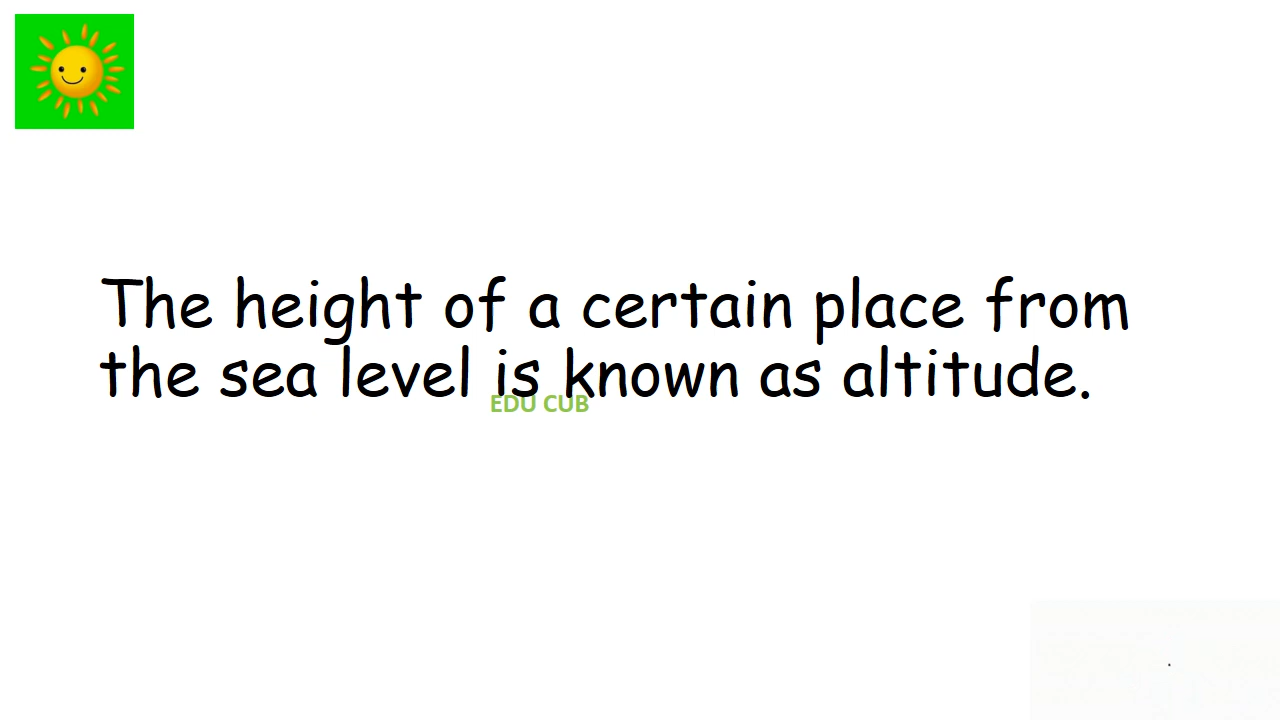 The height of a certain place from
the sea level is known as altitude.
EDU CUB